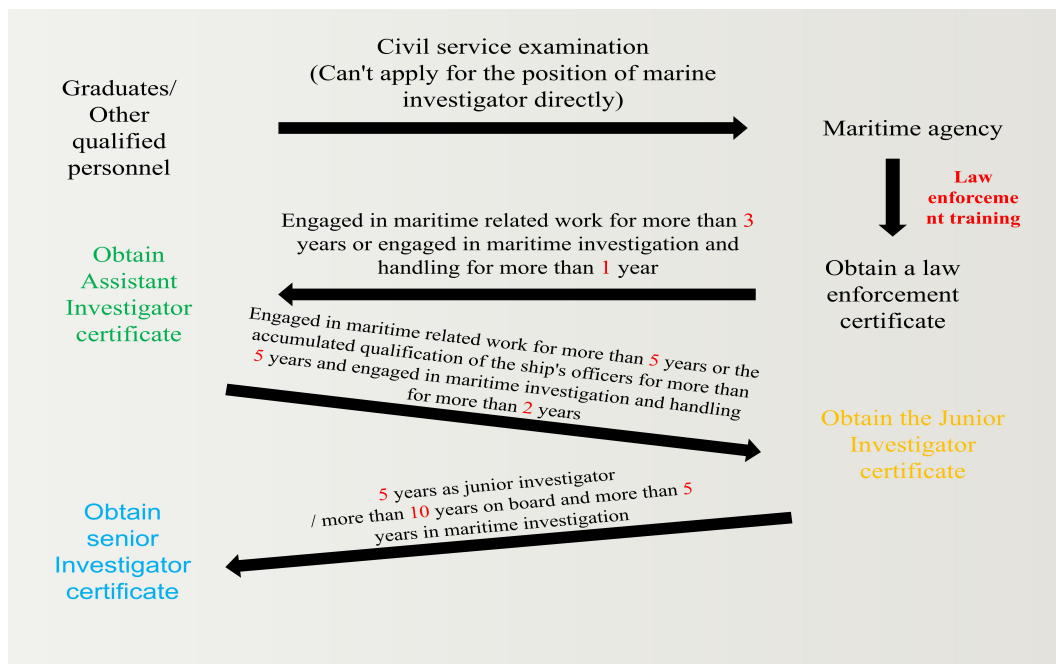 Graduates/
Other
qualified
personnel
Civil service examination
(Can't apply for the position of marine
investigator directly)
Maritime agency
Law
enforceme
nt training
Obtain a law
enforcement
certificate
Engaged in maritime related work for more than 3
years or engaged in maritime investigation and
handling for more than 1 year
Obtain
Assistant
Investigator
certificate
Engaged in maritime related work for more than 5 years or the
accumulated qualification of the ship's officers for more than
5 years and engaged in maritime investigation and handling
for more than 2 years
Obtain the Junior
Investigator
certificate
5 years as junior investigator
/ more than 10 years on board and more than 5
years in maritime investigation
Obtain
senior
Investigator
certificate